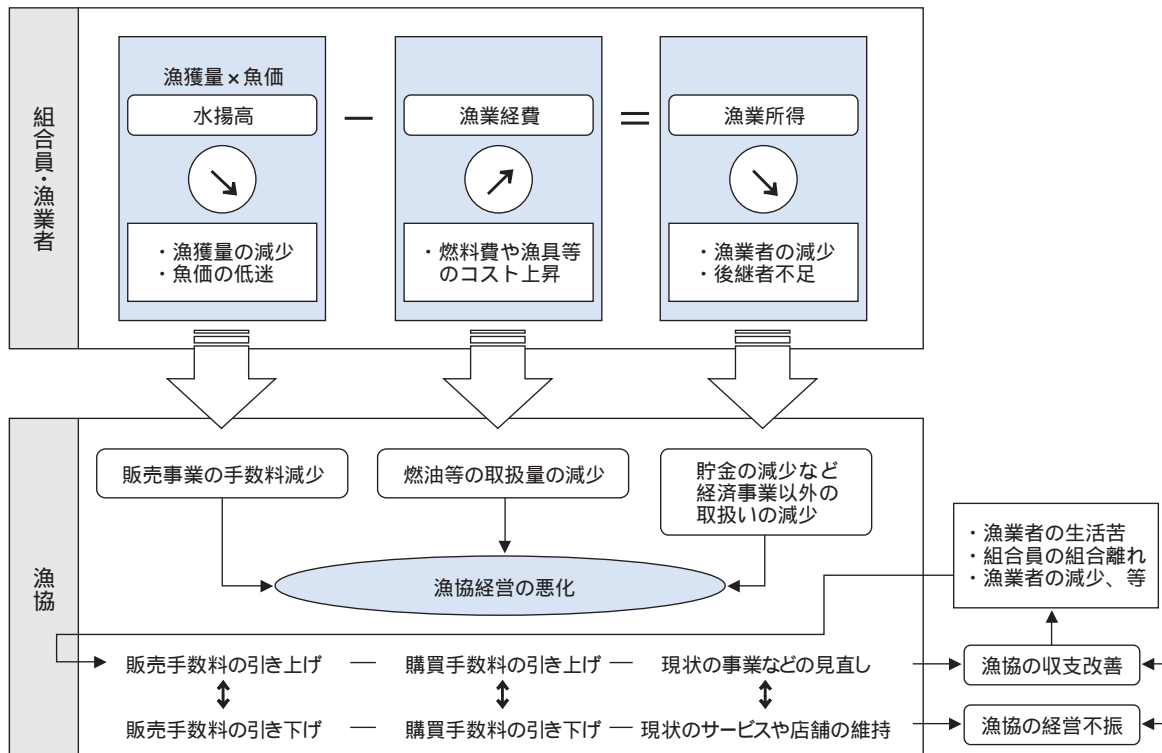 組合員・漁業者
漁獲量×魚価
水揚高
−
漁業経費
=
漁業所得
・漁獲量の減少
・魚価の低迷
・燃料費や漁具等
のコスト上昇
・漁業者の減少
・後継者不足
漁協
販売事業の手数料減少
燃油等の取扱量の減少
貯金の減少など
経済事業以外の
取扱いの減少
漁協経営の悪化
・漁業者の生活苦
・組合員の組合離れ
・漁業者の減少、等
販売手数料の引き上げ ― 購買手数料の引き上げ ― 現状の事業などの見直し
漁協の収支改善
販売手数料の引き下げ ― 購買手数料の引き下げ ― 現状のサービスや店舗の維持
漁協の経営不振